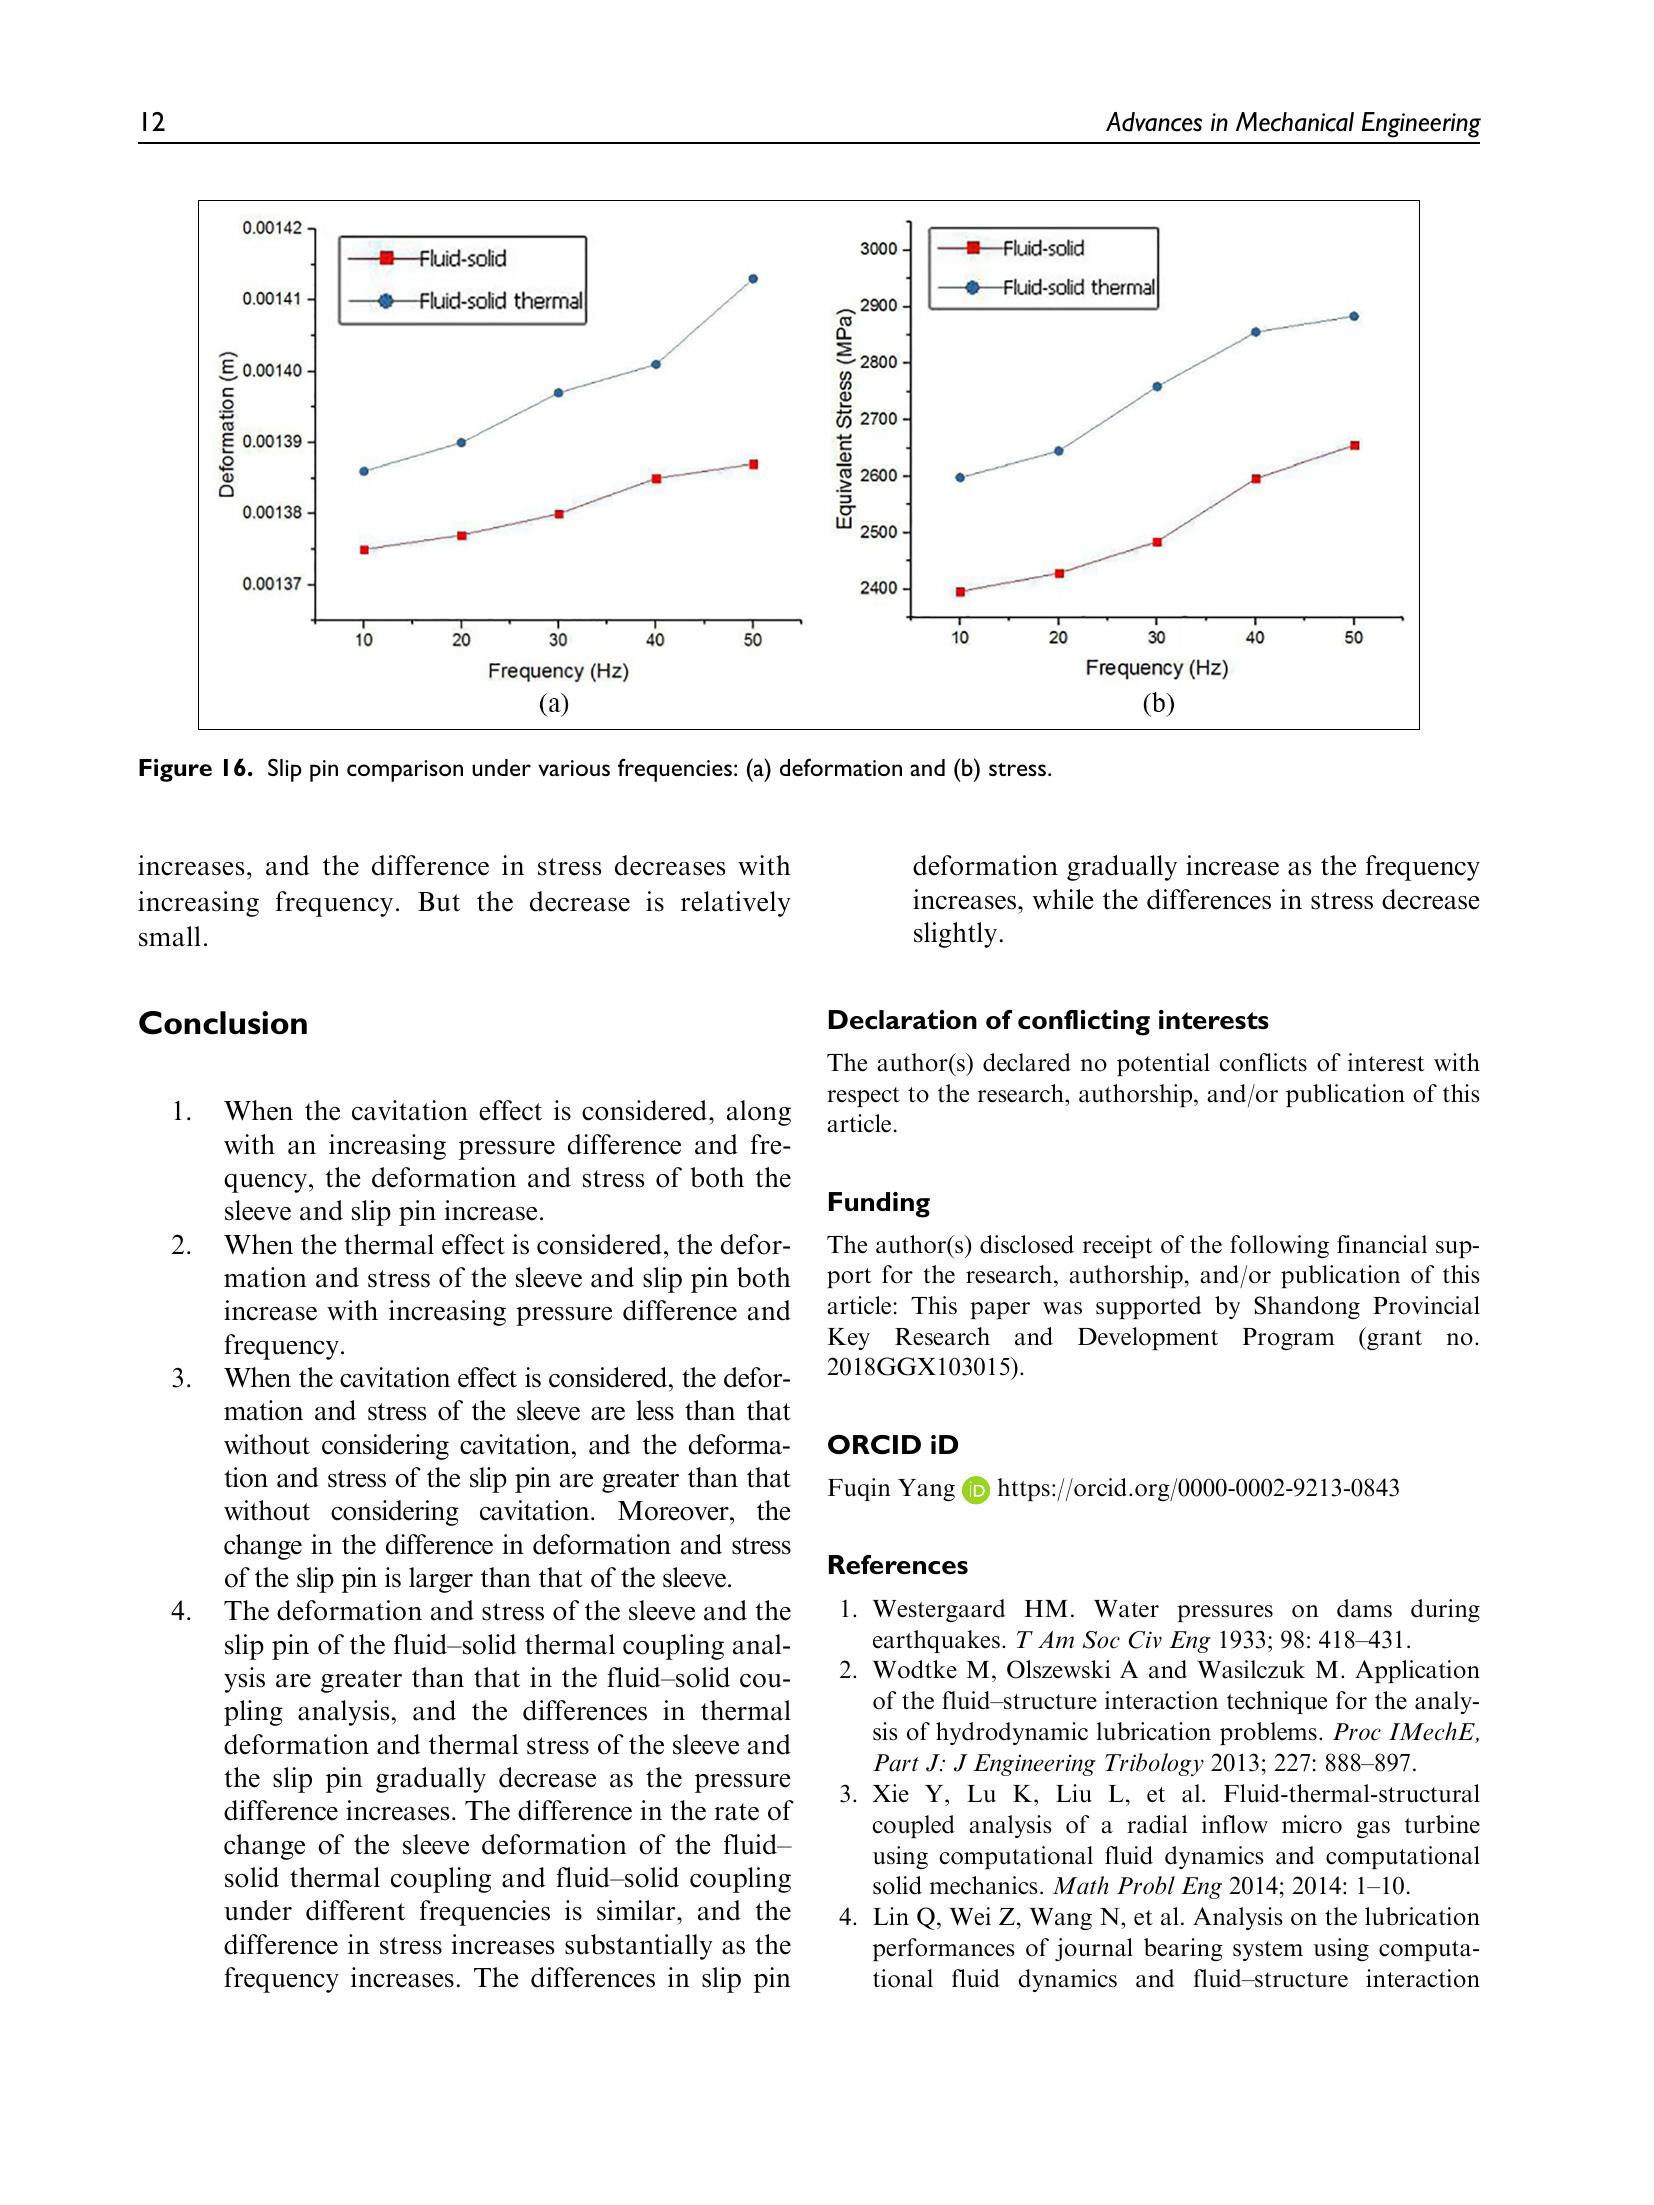 12
Advances in Mechanical Engineering
0.00142
0.00141
0.00140
0.00139
0.00138
0.00137
Deformation (m)
Fluid-solid
Fluid-solid thermal
10 20 30 40 50
Frequency (Hz)
(a)
3000
2900
2800
2700
2600
2500
2400
Equivalent Stress (MPa)
Fluid-solid
Fluid-solid thermal
10 20 30 40 50
Frequency (Hz)
(b)
Figure 16. Slip pin comparison under various frequencies: (a) deformation and (b) stress.
increases, and the difference in stress decreases with
increasing frequency. But the decrease is relatively
small.
Conclusion
1. When the cavitation effect is considered, along
with an increasing pressure difference and fre-
quency, the deformation and stress of both the
sleeve and slip pin increase.
2. When the thermal effect is considered, the defor-
mation and stress of the sleeve and slip pin both
increase with increasing pressure difference and
frequency.
3. When the cavitation effect is considered, the defor-
mation and stress of the sleeve are less than that
without considering cavitation, and the deforma-
tion and stress of the slip pin are greater than that
without considering cavitation. Moreover, the
change in the difference in deformation and stress
of the slip pin is larger than that of the sleeve.
4. The deformation and stress of the sleeve and the
slip pin of the fluid–solid thermal coupling anal-
ysis are greater than that in the fluid–solid cou-
pling analysis, and the differences in thermal
deformation and thermal stress of the sleeve and
the slip pin gradually decrease as the pressure
difference increases. The difference in the rate of
change of the sleeve deformation of the fluid–
solid thermal coupling and fluid–solid coupling
under different frequencies is similar, and the
difference in stress increases substantially as the
frequency increases. The differences in slip pin
deformation gradually increase as the frequency
increases, while the differences in stress decrease
slightly.
Declaration of conflicting interests
The author(s) declared no potential conflicts of interest with
respect to the research, authorship, and/or publication of this
article.
Funding
The author(s) disclosed receipt of the following financial sup-
port for the research, authorship, and/or publication of this
article: This paper was supported by Shandong Provincial
Key Research and Development Program (grant no.
2018GGX103015).
ORCID iD
Fuqin Yang iD https://orcid.org/0000-0002-9213-0843
References
1. Westergaard HM. Water pressures on dams during
earthquakes. T Am Soc Civ Eng 1933; 98: 418–431.
2. Wodtke M, Olszewski A and Wasilczuk M. Application
of the fluid–structure interaction technique for the analy-
sis of hydrodynamic lubrication problems. Proc IMechE,
Part J: J Engineering Tribology 2013; 227: 888–897.
3. Xie Y, Lu K, Liu L, et al. Fluid-thermal-structural
coupled analysis of a radial inflow micro gas turbine
using computational fluid dynamics and computational
solid mechanics. Math Probl Eng 2014; 2014: 1–10.
4. Lin Q, Wei Z, Wang N, et al. Analysis on the lubrication
performances of journal bearing system using computa-
tional fluid dynamics and fluid–structure interaction